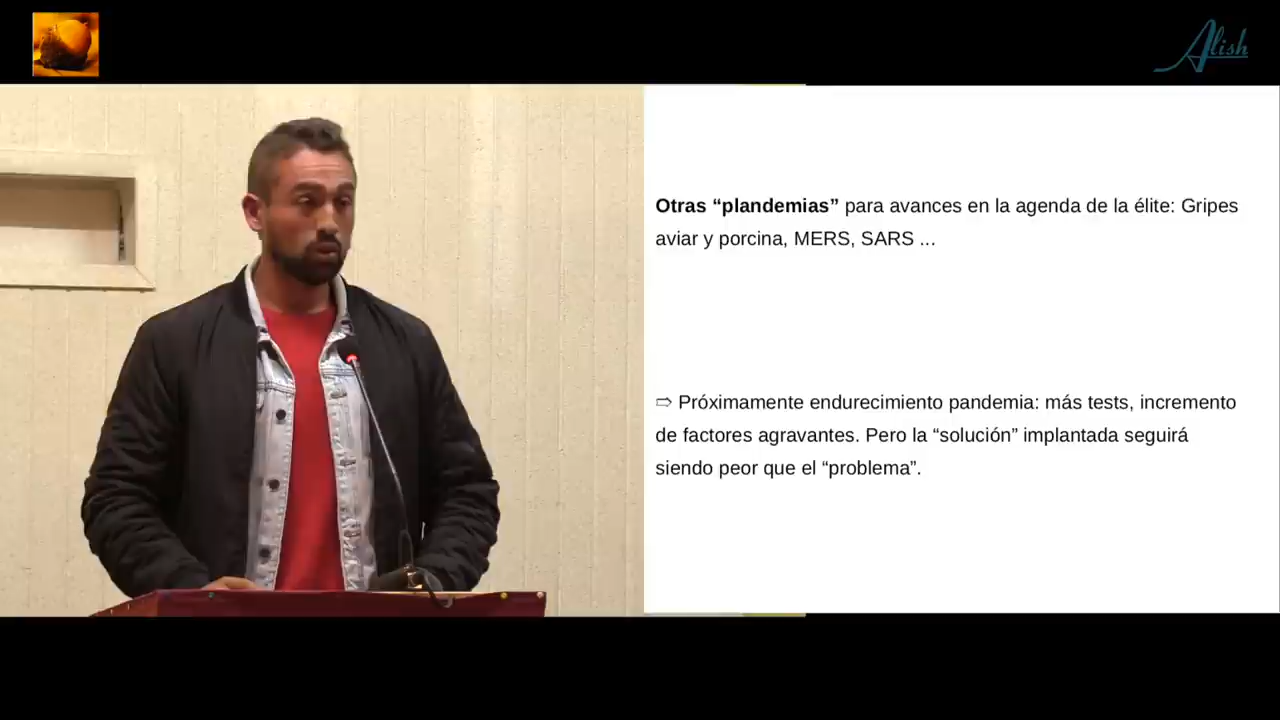 Alish
Otras “plandemias” para avances en la agenda de la élite: Gripes
aviar y porcina, MERS, SARS ...
⇨ Próximamente endurecimiento pandemia: más tests, incremento
de factores agravantes. Pero la “solución” implantada seguirá
siendo peor que el “problema”.